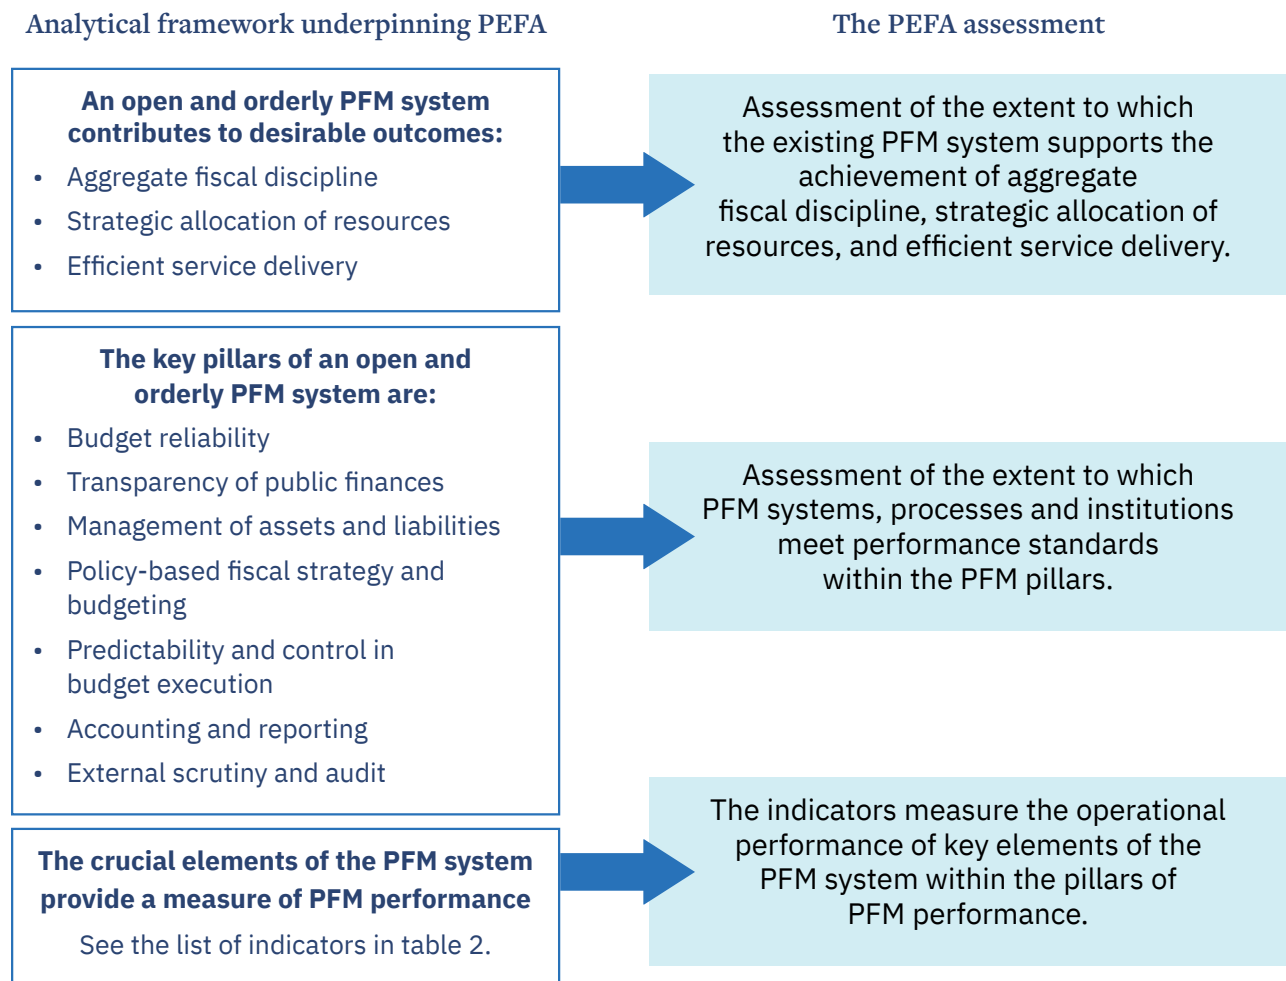 Analytical framework underpinning PEFA
The PEFA assessment
An open and orderly PFM system
contributes to desirable outcomes:
• Aggregate fiscal discipline
• Strategic allocation of resources
• Efficient service delivery
Assessment of the extent to which
the existing PFM system supports the
achievement of aggregate
fiscal discipline, strategic allocation of
resources, and efficient service delivery.
The key pillars of an open and
orderly PFM system are:
• Budget reliability
• Transparency of public finances
• Management of assets and liabilities
• Policy-based fiscal strategy and
budgeting
• Predictability and control in
budget execution
• Accounting and reporting
• External scrutiny and audit
Assessment of the extent to which
PFM systems, processes and institutions
meet performance standards
within the PFM pillars.
The crucial elements of the PFM system
provide a measure of PFM performance
See the list of indicators in table 2.
The indicators measure the operational
performance of key elements of the
PFM system within the pillars of
PFM performance.